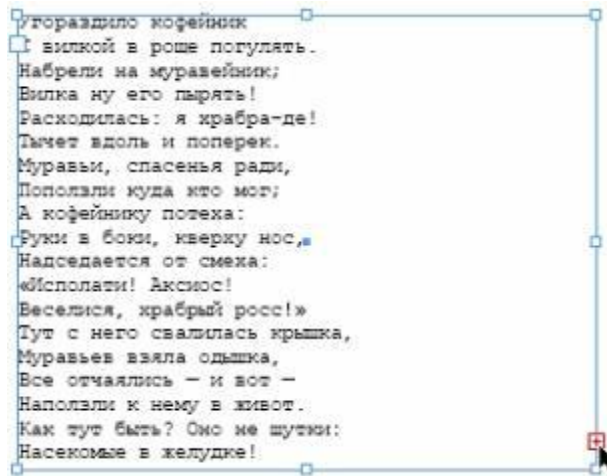 Угораздило кофейник
С вилкой в роще погулять.
Набрели на муравейник;
Вилка ну его пырять!
Расходилась: я храбра-де!
Тычет вдоль и поперек.
Муравьи, спасенья ради,
Поползли куда кто мог;
А кофейнику потеха:
Руки в боки, кверху нос,
Надседается от смеха:
«Исполати! Аксиос!
Веселися, храбрый росс!»
Тут с него свалилась крышка,
Муравьев взяла одышка,
Все отчаялись — и вот —
Наползли к нему в живот.
Как тут быть? Оно не шутки:
Насекомые в желудке!